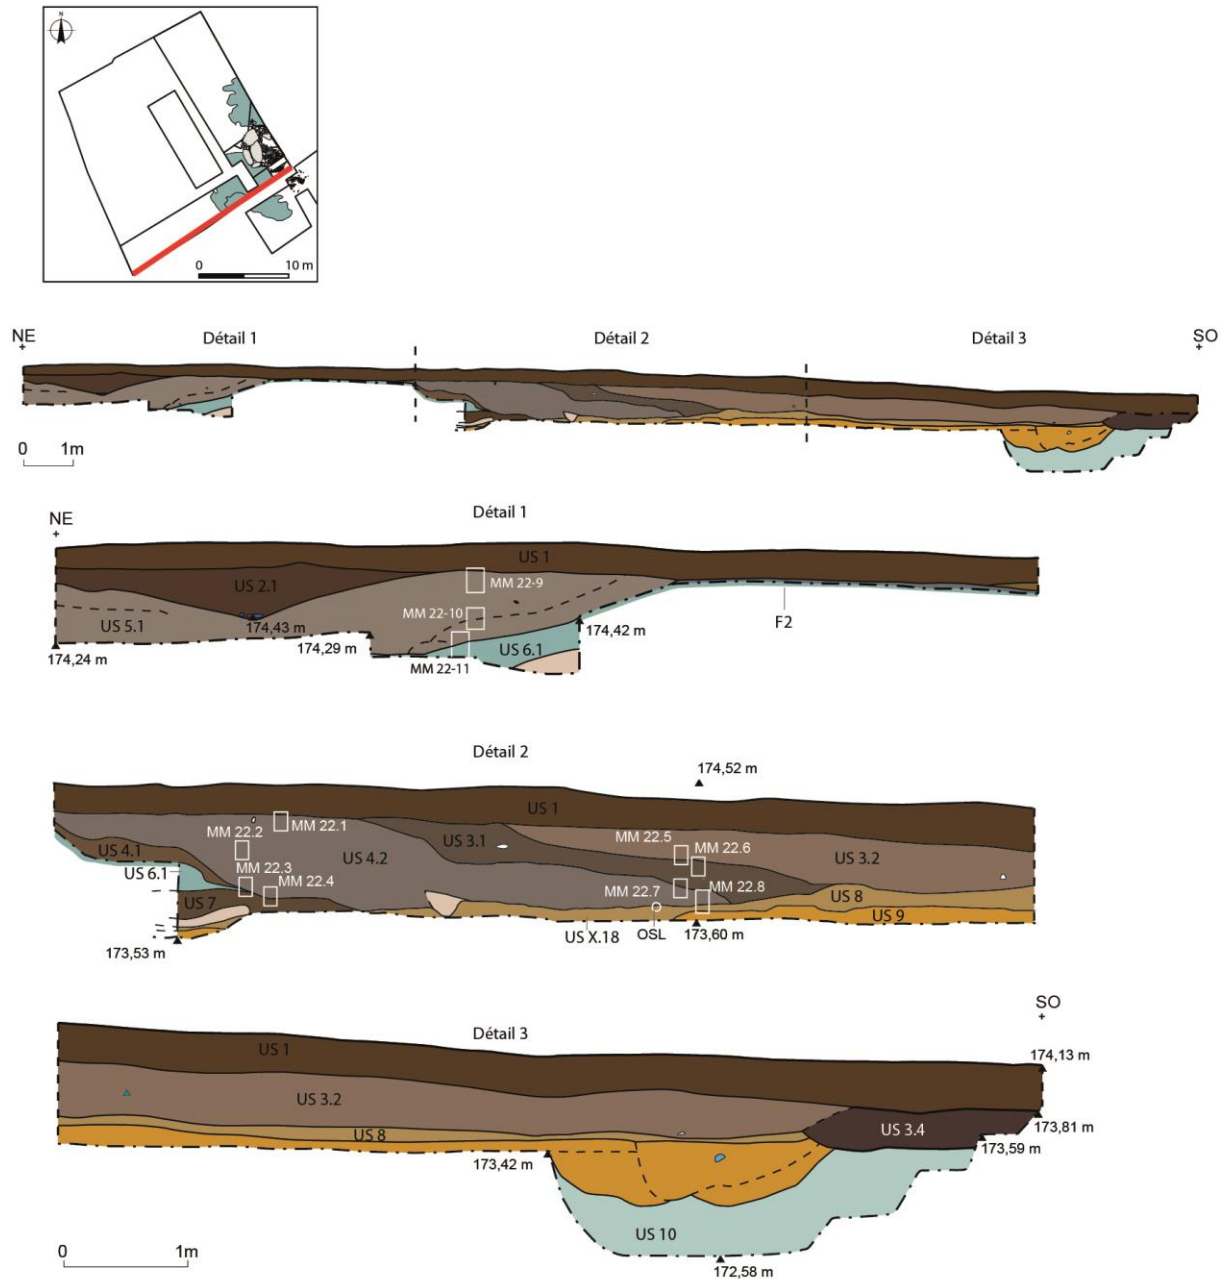 N
0 10 m
NE Détail 1 Détail 2 Détail 3 SO
0 1m
NE Détail 1
US 1
MM 22-9
US 2.1
MM 22-10
US 5.1
174,43 m
174,42 m
F2
174,29 m
US 6.1
174,24 m
MM 22-11
Détail 2
174,52 m
US 1
MM 22.1
MM 22.2
US 3.1
MM 22.5
MM 22.6
US 4.1
US 4.2
US 3.2
US 6.1
MM 22.3
MM 22.4
MM 22.7
MM 22.8
US 8
US 7
US 9
US X.18
OSL
173,60 m
173,53 m
SO
Détail 3
US 1
174,13 m
US 3.2
US 3.4
173,81 m
US 8
173,59 m
173,42 m
US 10
0 1m
172,58 m